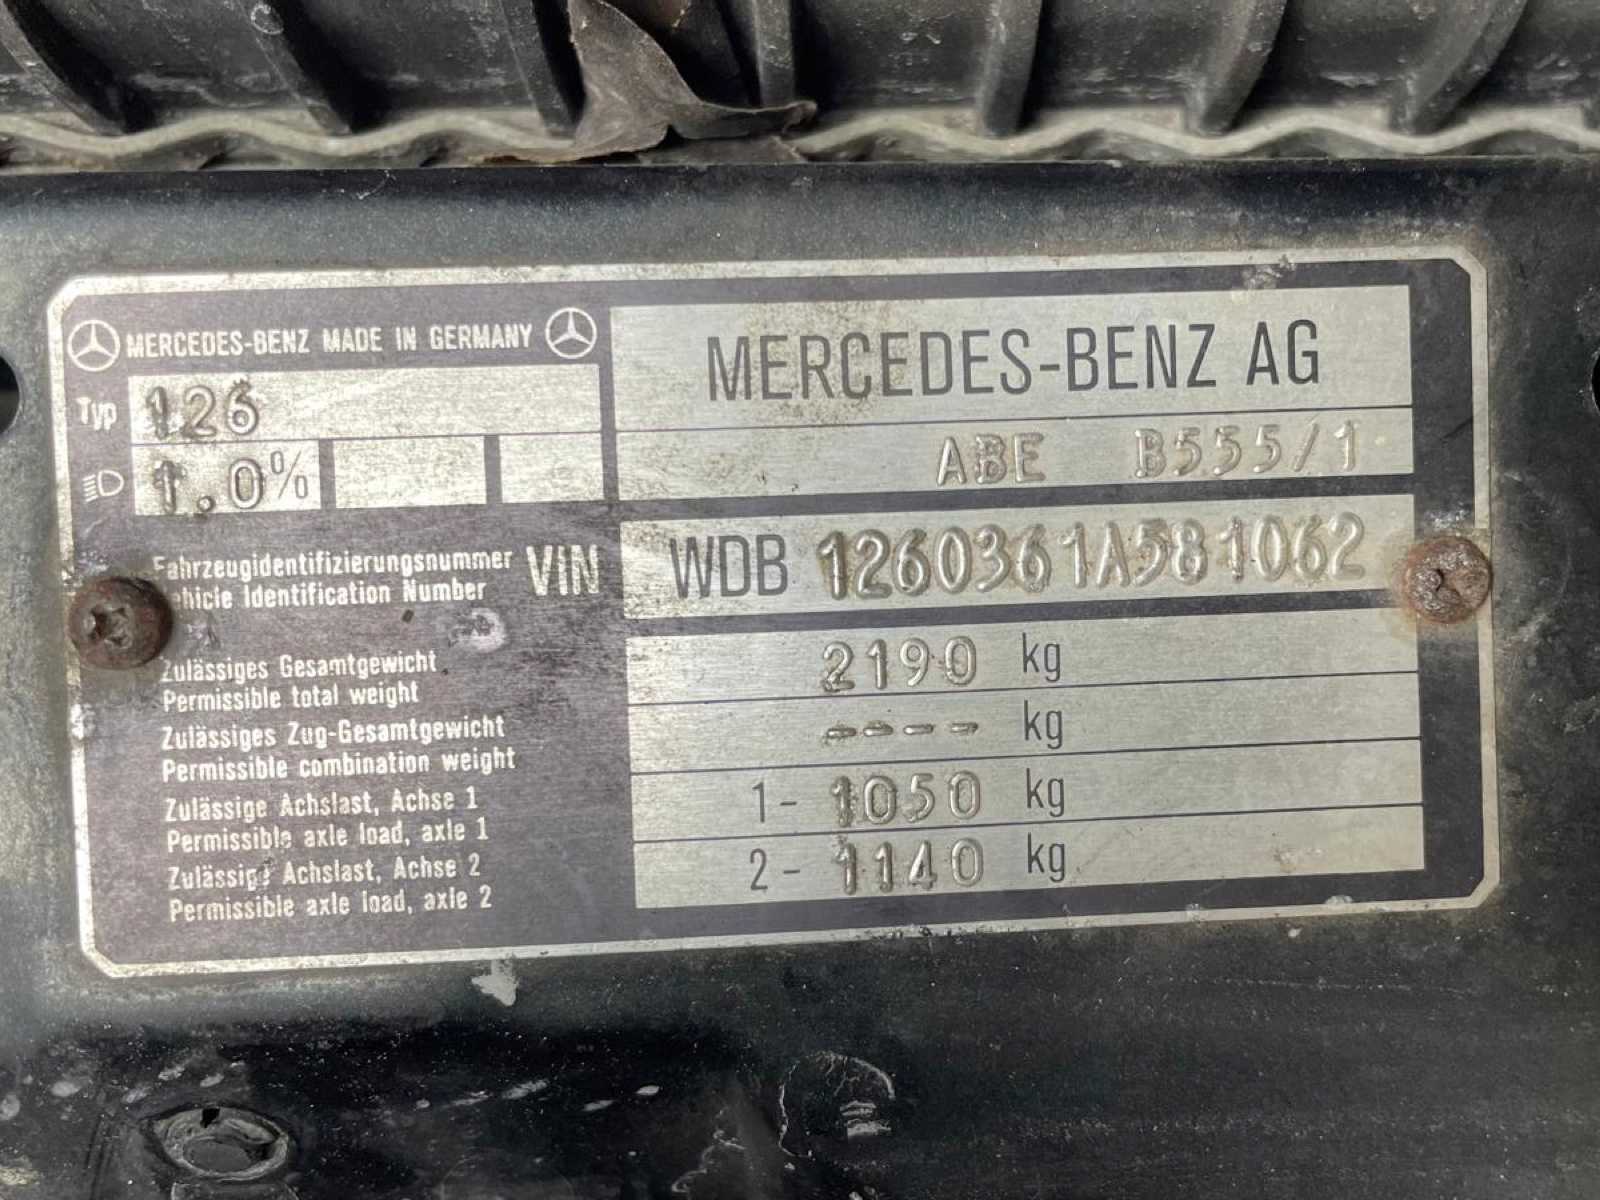 MERCEDES-BENZ MADE IN GERMANY
MERCEDES-BENZ AG
Typ 126
ABE B555/1
1.0%
Fahrzeugidentifizierungsnummer
Vehicle Identification Number
VIN WDB 1260361A581062
Zulässiges Gesamtgewicht
Permissible total weight
2190 kg
Zulässiges Zug-Gesamtgewicht
Permissible combination weight
---- kg
Zulässige Achslast, Achse 1
Permissible axle load, axle 1
1- 1050 kg
Zulässige Achslast, Achse 2
Permissible axle load, axle 2
2- 1140 kg